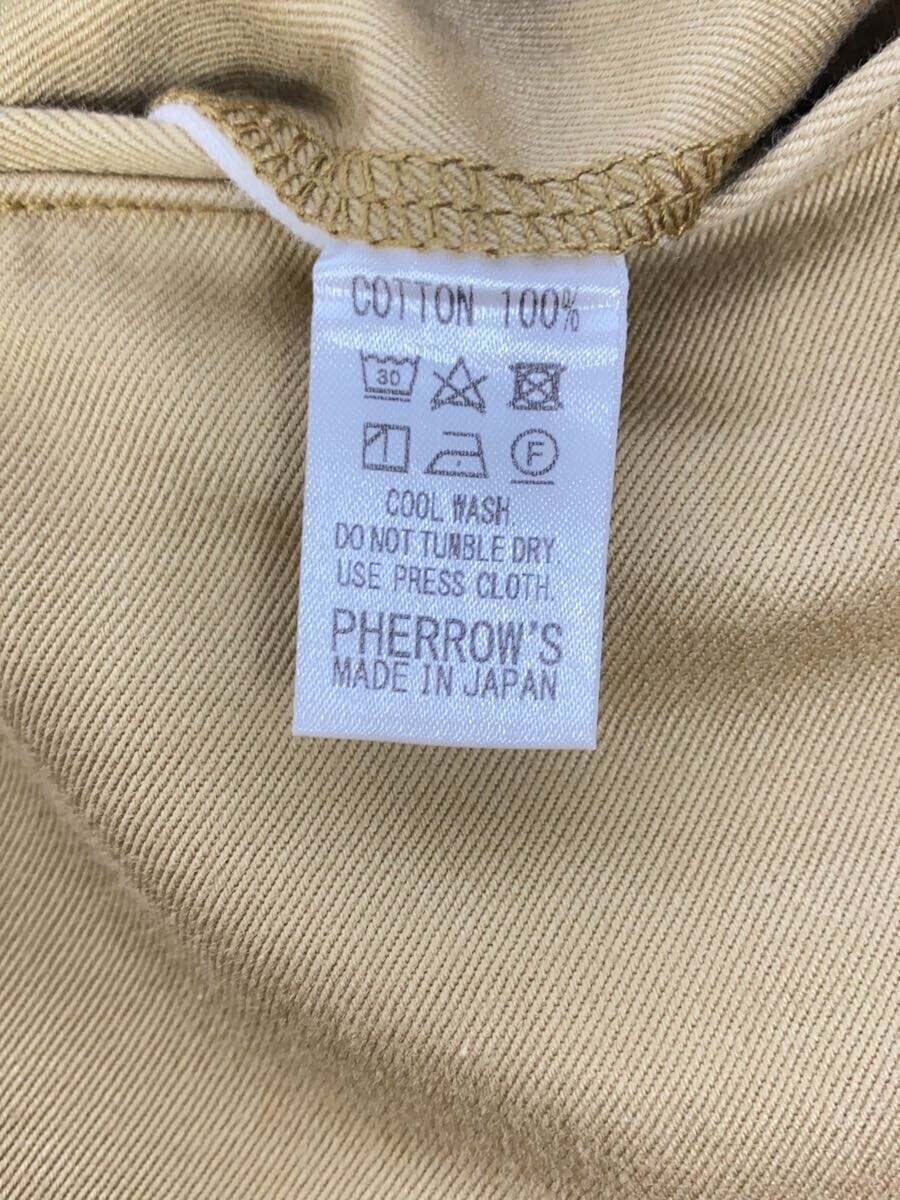 COTTON 100%
30
F
COOL WASH
DO NOT TUMBLE DRY
USE PRESS CLOTH.
PHERROW'S
MADE IN JAPAN